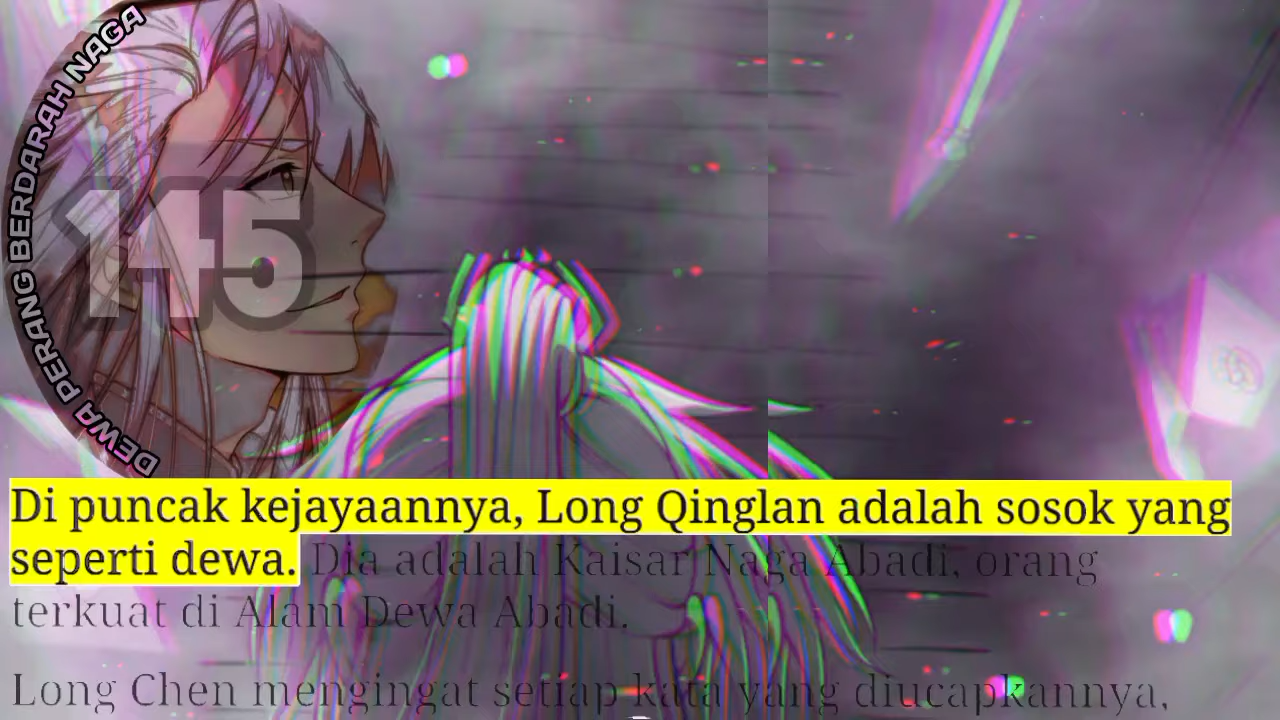 DEWA PERANG BERDARAH NAGA
145
Di puncak kejayaannya, Long Qinglan adalah sosok yang
seperti dewa. Dia adalah Kaisar Naga Abadi, orang
terkuat di Alam Dewa Abadi.
Long Chen mengingat setiap kata yang diucapkannya,